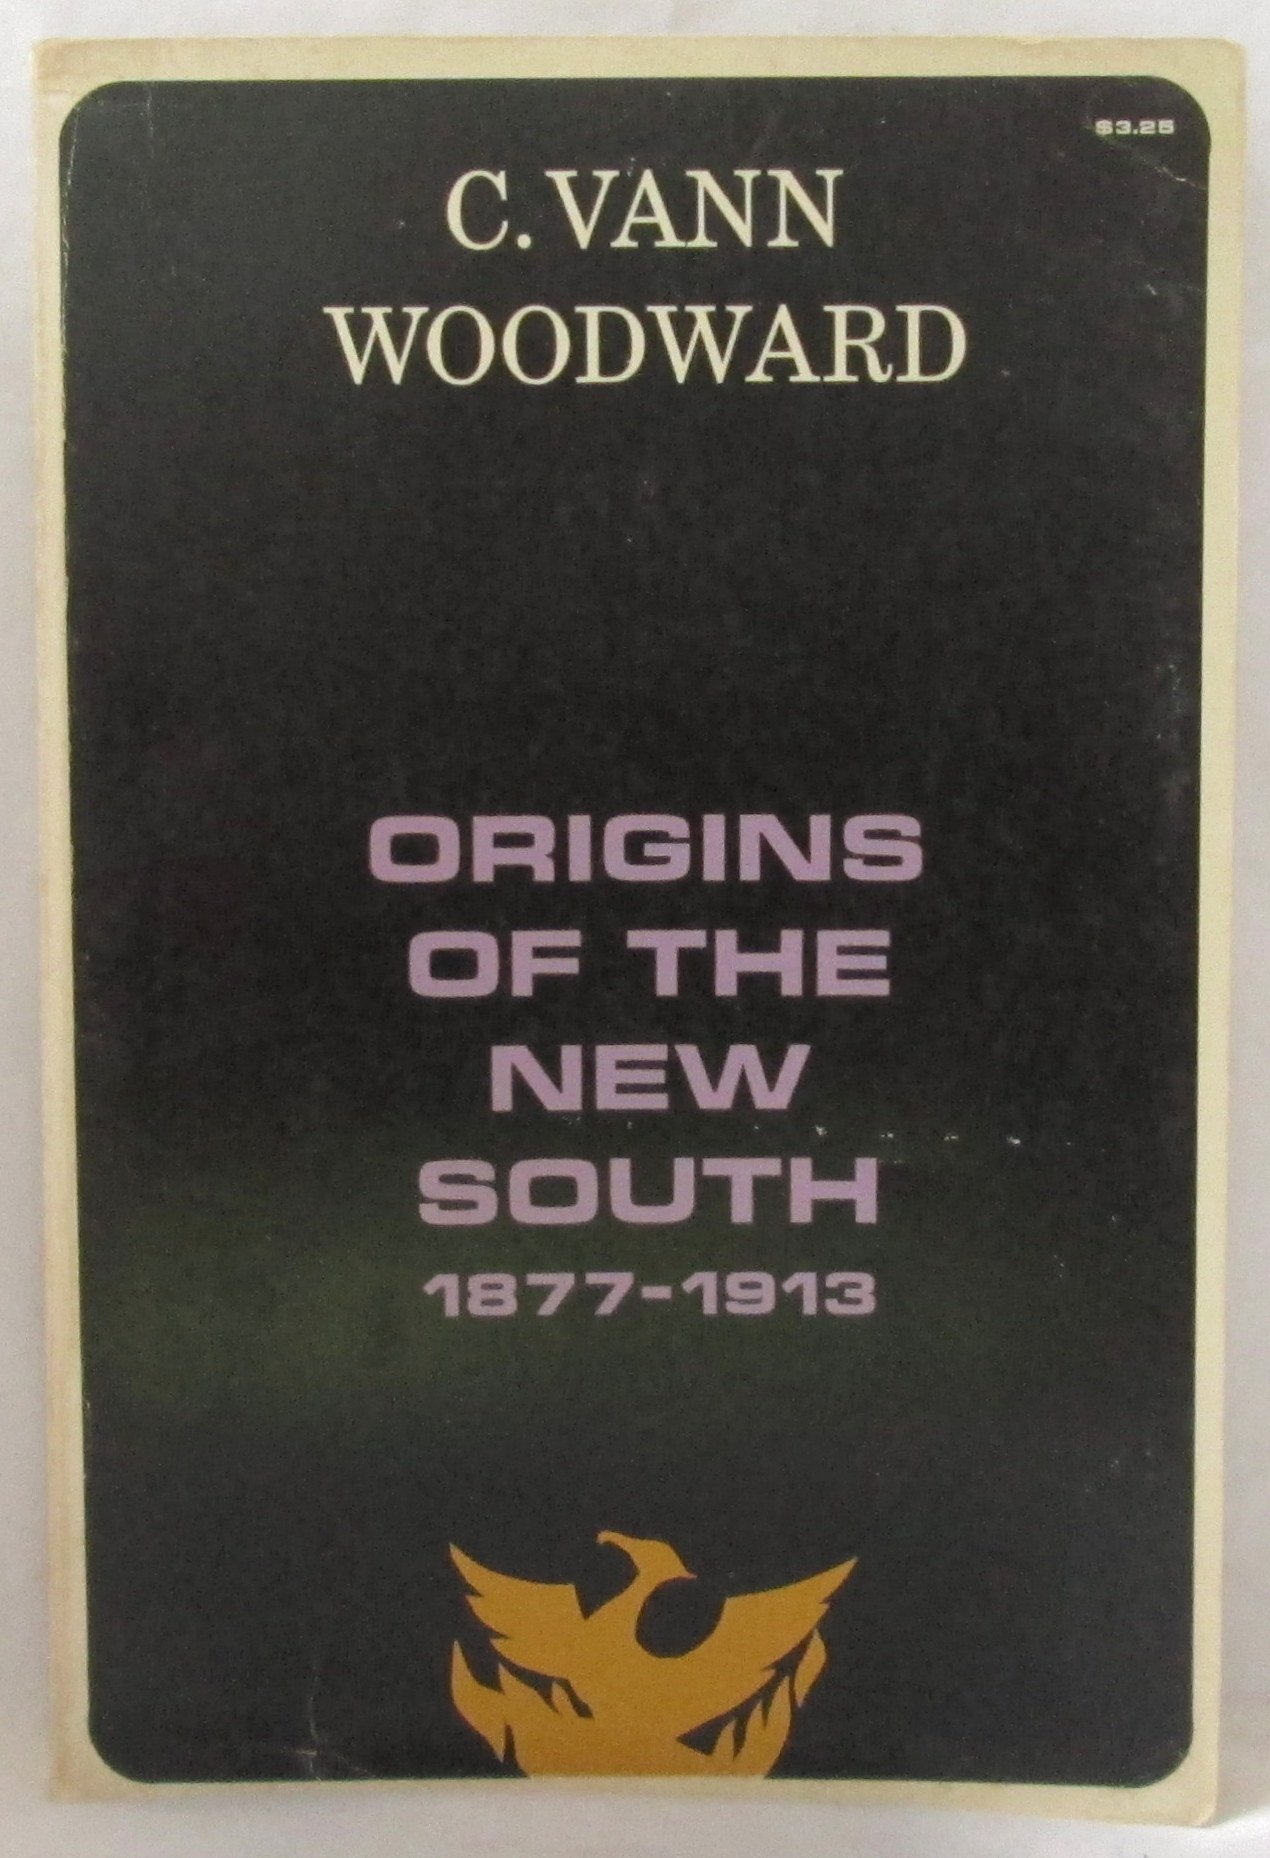 $3.25
C. VANN
WOODWARD
ORIGINS
OF THE
NEW
SOUTH
1877-1913